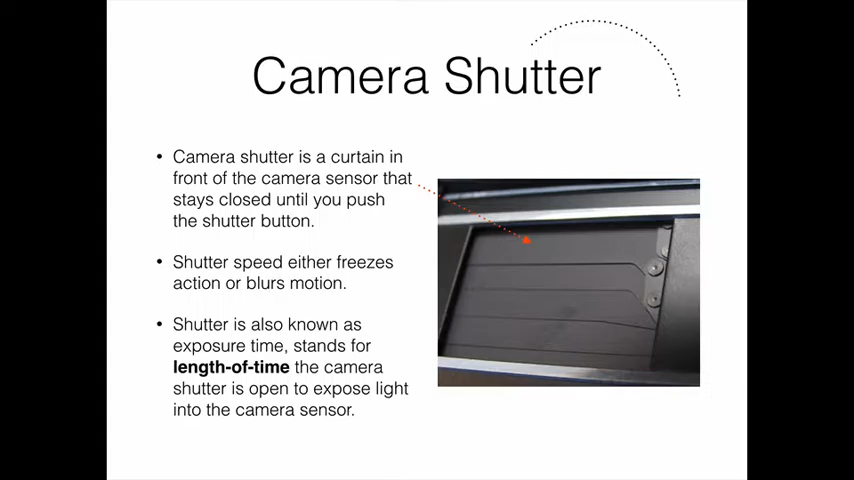 Camera Shutter
• Camera shutter is a curtain in
front of the camera sensor that
stays closed until you push
the shutter button.
• Shutter speed either freezes
action or blurs motion.
• Shutter is also known as
exposure time, stands for
length-of-time the camera
shutter is open to expose light
into the camera sensor.